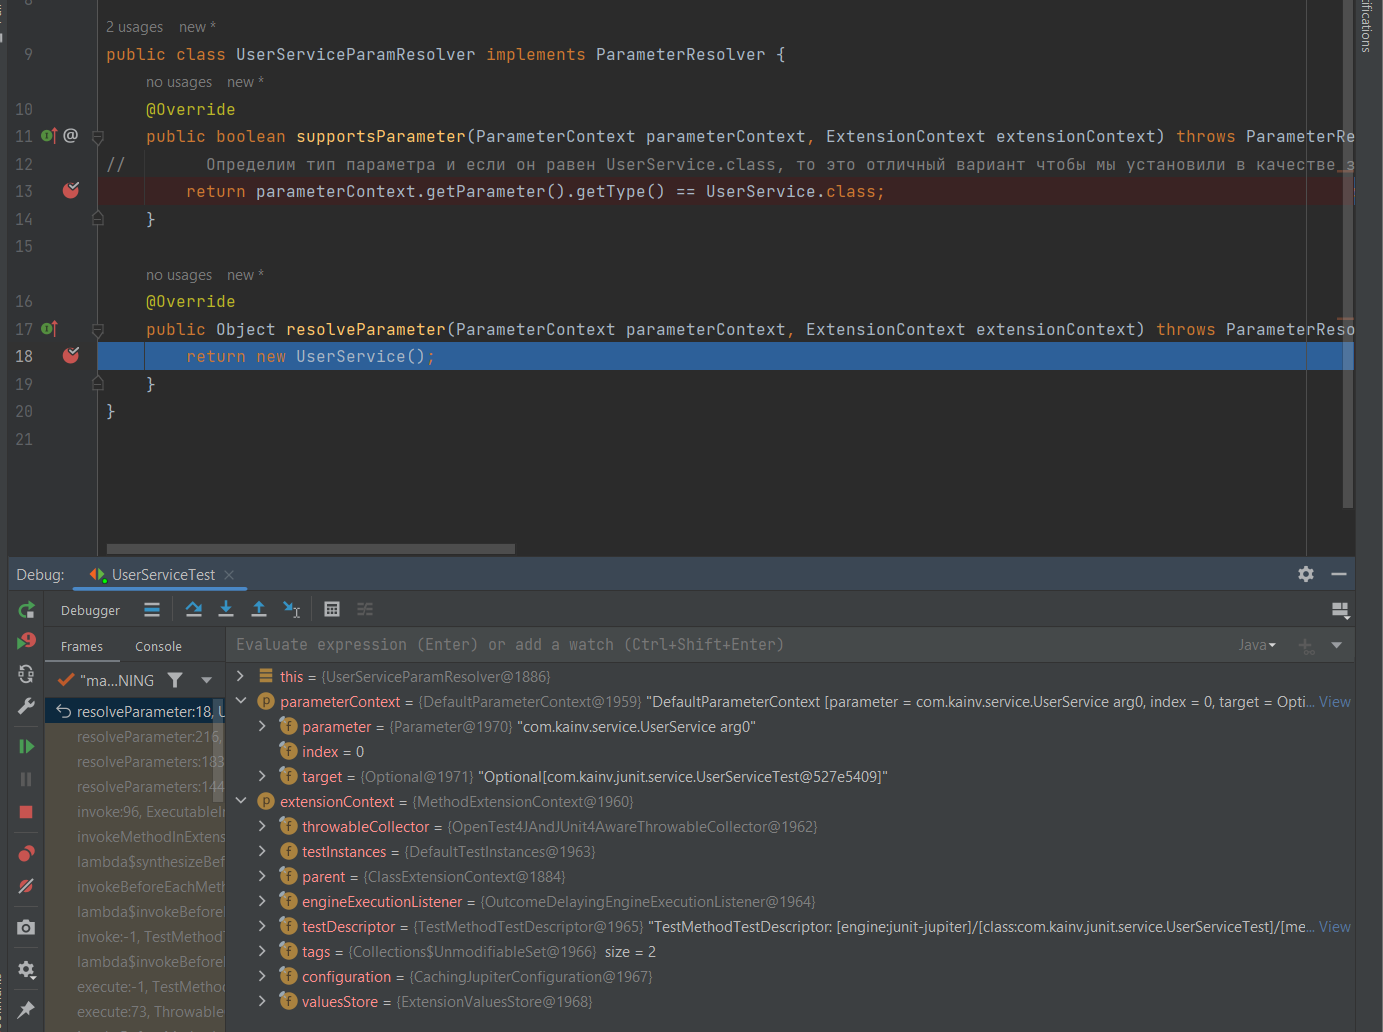 8
2 usages new *
9 public class UserServiceParamResolver implements ParameterResolver {
no usages new *
10 @Override
11 public boolean supportsParameter(ParameterContext parameterContext, ExtensionContext extensionContext) throws ParameterRe
12 // Определим тип параметра и если он равен UserService.class, то это отличный вариант чтобы мы установили в качестве з
13 return parameterContext.getParameter().getType() == UserService.class;
14 }
15
no usages new *
16 @Override
17 public Object resolveParameter(ParameterContext parameterContext, ExtensionContext extensionContext) throws ParameterReso
18 return new UserService();
19 }
20 }
21
Debug: UserServiceTest
Debugger
Frames Console
Evaluate expression (Enter) or add a watch (Ctrl+Shift+Enter) Java
"ma...NING
resolveParameter:18, U
resolveParameter:216,
resolveParameters:183
resolveParameters:144
invoke:96, ExecutableIn
invokeMethodInExtens
lambda$synthesizeBef
invokeBeforeEachMeth
lambda$invokeBeforeI
invoke:-1, TestMethodT
lambda$invokeBeforeI
execute:-1, TestMethod
execute:73, Throwable
this = {UserServiceParamResolver@1886}
parameterContext = {DefaultParameterContext@1959} "DefaultParameterContext [parameter = com.kainv.service.UserService arg0, index = 0, target = Opti... View
parameter = {Parameter@1970} "com.kainv.service.UserService arg0"
index = 0
target = {Optional@1971} "Optional[com.kainv.junit.service.UserServiceTest@527e5409]"
extensionContext = {MethodExtensionContext@1960}
throwableCollector = {OpenTest4JAndJUnit4AwareThrowableCollector@1962}
testInstances = {DefaultTestInstances@1963}
parent = {ClassExtensionContext@1884}
engineExecutionListener = {OutcomeDelayingEngineExecutionListener@1964}
testDescriptor = {TestMethodTestDescriptor@1965} "TestMethodTestDescriptor: [engine:junit-jupiter]/[class:com.kainv.junit.service.UserServiceTest]/[me... View
tags = {Collections$UnmodifiableSet@1966} size = 2
configuration = {CachingJupiterConfiguration@1967}
valuesStore = {ExtensionValuesStore@1968}
tifications